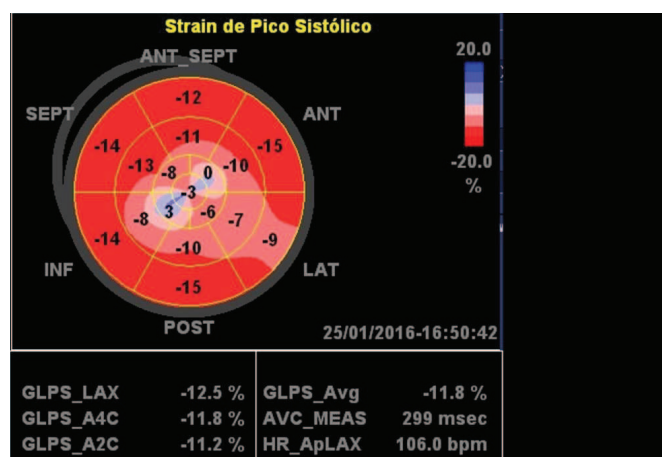 Strain de Pico Sistólico
20.0
ANT_SEPT
SEPT
ANT
-12
-14
-11
-15
-13
-8
0
-10
-20.0
%
-3
-8
3
-6
-7
-14
-10
-9
INF
LAT
-15
POST
25/01/2016-16:50:42
GLPS_LAX -12.5 %
GLPS_A4C -11.8 %
GLPS_A2C -11.2 %
GLPS_Avg -11.8 %
AVC_MEAS 299 msec
HR_ApLAX 106.0 bpm